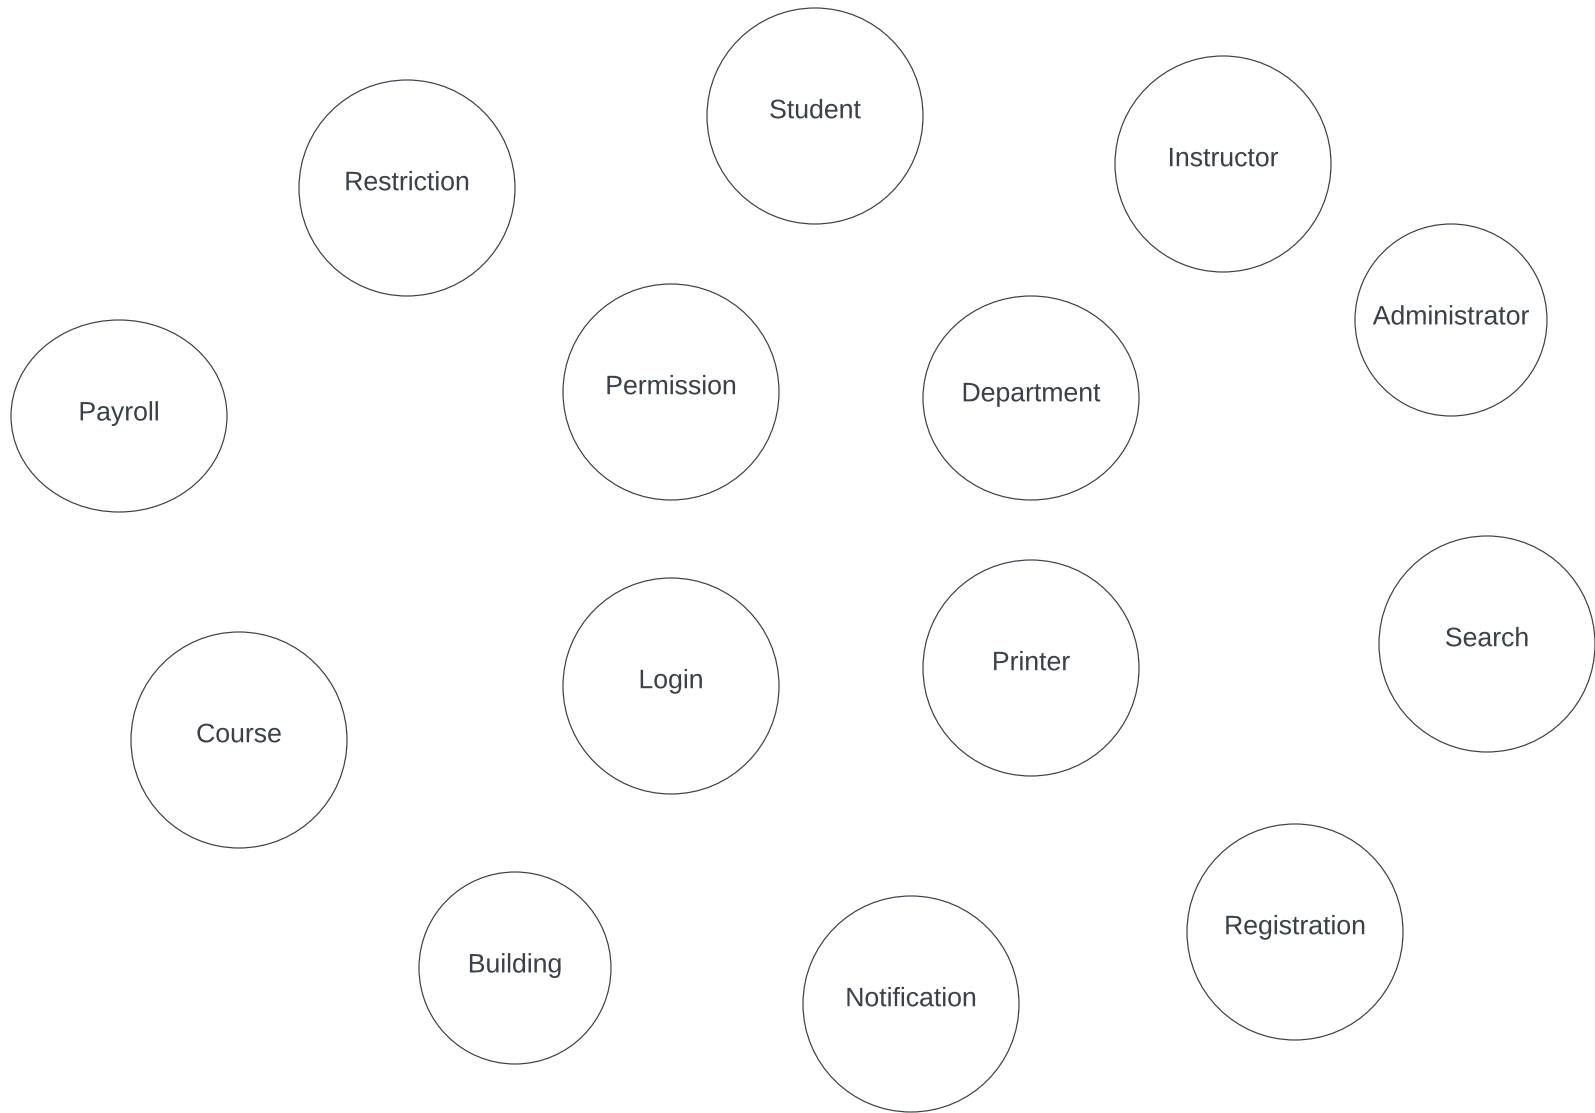 Student
Instructor
Restriction
Administrator
Permission
Department
Payroll
Search
Printer
Login
Course
Registration
Building
Notification